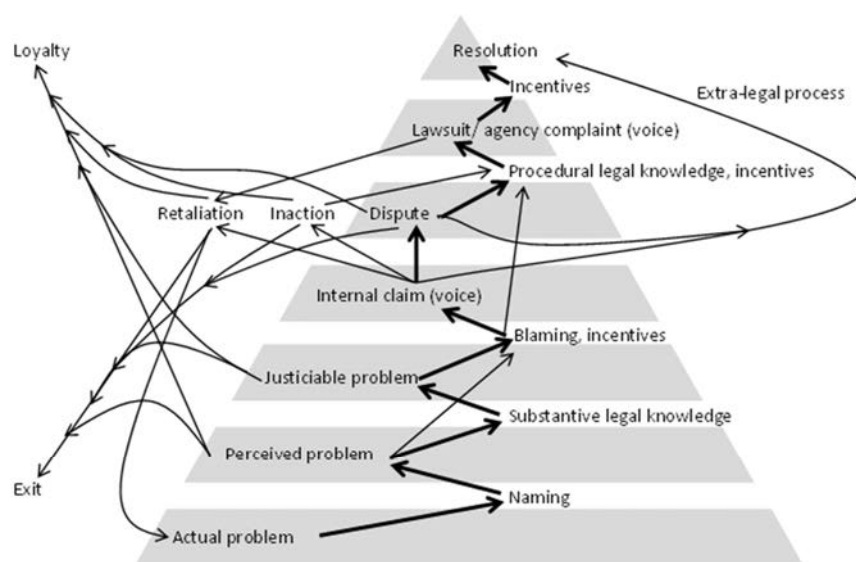 Loyalty
Resolution
Incentives
Extra-legal process
Lawsuit/ agency complaint (voice)
Procedural legal knowledge, incentives
Retaliation
Inaction
Dispute
Internal claim (voice)
Blaming, incentives
Justiciable problem
Substantive legal knowledge
Perceived problem
Exit
Naming
Actual problem